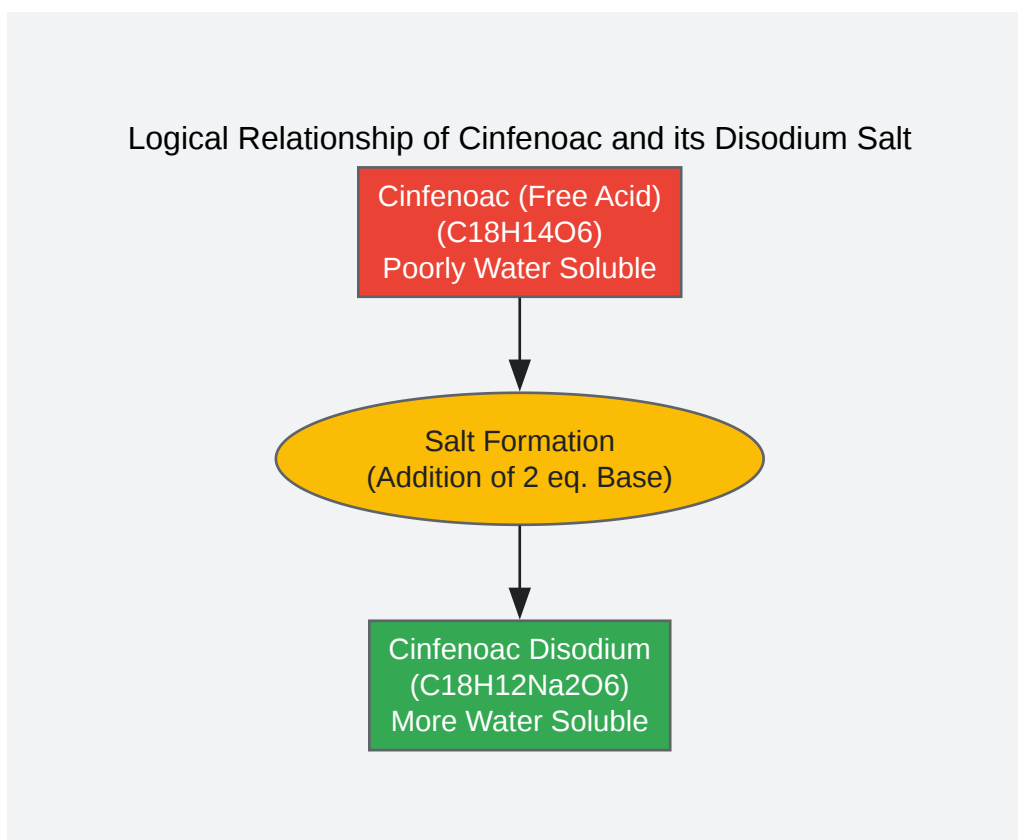 Logical Relationship of Cinfenoac and its Disodium Salt
Cinfenoac (Free Acid)
(C18H14O6)
Poorly Water Soluble
Salt Formation
(Addition of 2 eq. Base)
Cinfenoac Disodium
(C18H12Na2O6)
More Water Soluble